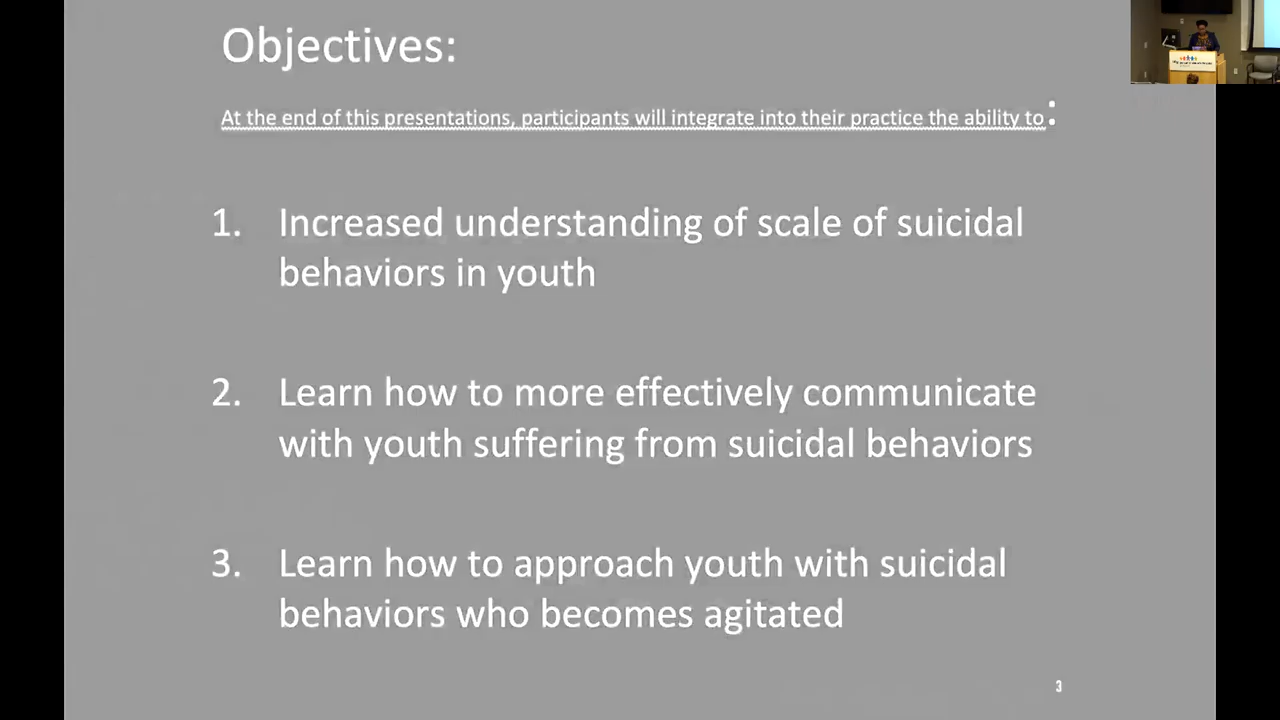 Objectives:
At the end of this presentations, participants will integrate into their practice the ability to:
1. Increased understanding of scale of suicidal
behaviors in youth
2. Learn how to more effectively communicate
with youth suffering from suicidal behaviors
3. Learn how to approach youth with suicidal
behaviors who becomes agitated
3